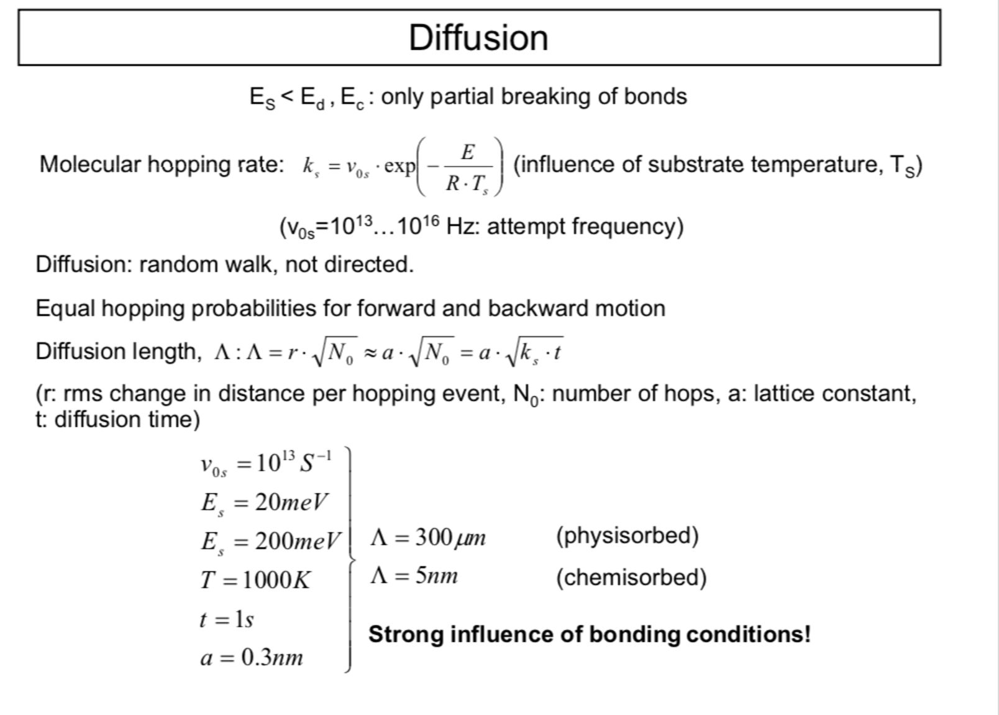 Diffusion
E_S < E_d , E_c : only partial breaking of bonds
Molecular hopping rate: k_s = ν_0s · exp(− E / (R · T_s)) (influence of substrate temperature, T_S)
(ν_0s=10^13…10^16 Hz: attempt frequency)
Diffusion: random walk, not directed.
Equal hopping probabilities for forward and backward motion
Diffusion length, Λ : Λ = r · √N_0 ≈ a · √N_0 = a · √(k_s · t)
(r: rms change in distance per hopping event, N_0: number of hops, a: lattice constant,
t: diffusion time)
ν_0s = 10^13 S^−1
E_s = 20meV
E_s = 200meV
T = 1000K
t = 1s
a = 0.3nm
Λ = 300μm (physisorbed)
Λ = 5nm (chemisorbed)
Strong influence of bonding conditions!